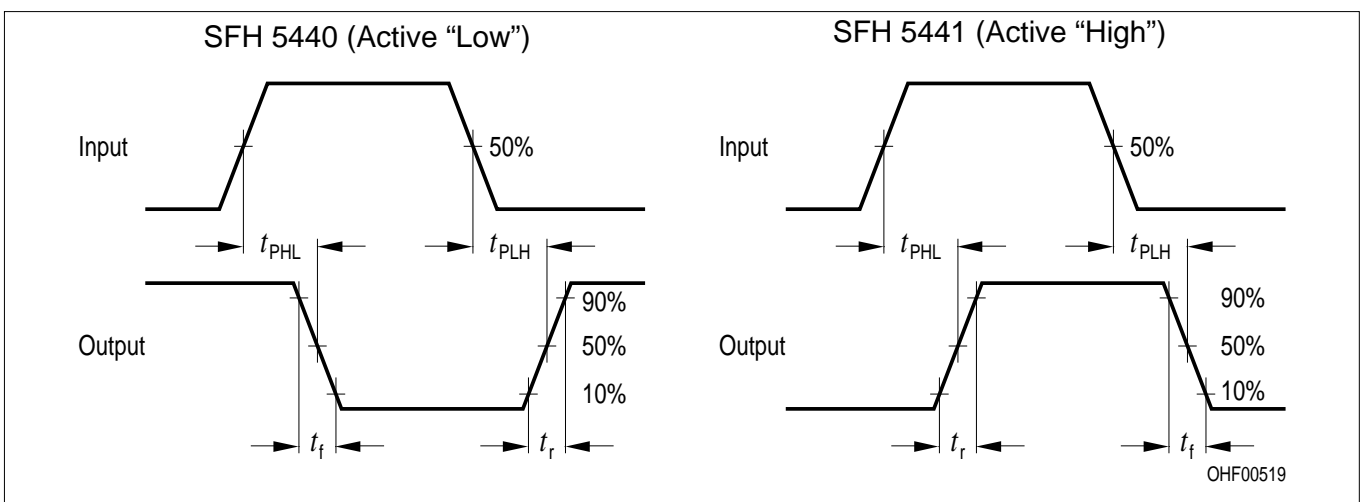 SFH 5440 (Active “Low”)
Input
50%
tPHL
tPLH
Output
90%
50%
10%
tf
tr
SFH 5441 (Active “High”)
Input
50%
tPHL
tPLH
Output
90%
50%
10%
tr
tf
OHF00519